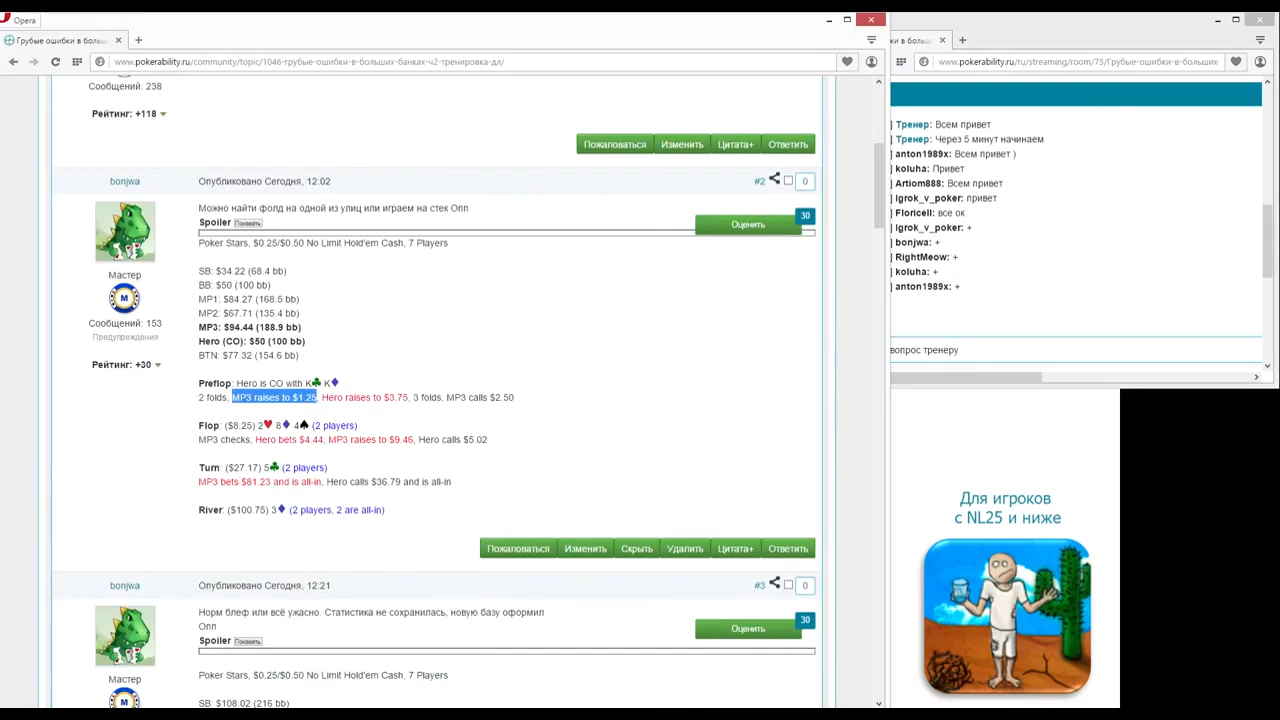 Opera
Грубые ошибки в больш
www.pokerability.ru/community/topic/1046-грубые-ошибки-в-больших-банках-ч2-тренировка-дл/
Сообщений: 238
Рейтинг: +118
Пожаловаться Изменить Цитата+ Ответить
bonjwa Опубликовано Сегодня, 12:02 #2 0
Можно найти фолд на одной из улиц или играем на стек Опп
Spoiler Показать
Оценить 30
Poker Stars, $0.25/$0.50 No Limit Hold'em Cash, 7 Players
SB: $34.22 (68.4 bb)
BB: $50 (100 bb)
MP1: $84.27 (168.5 bb)
MP2: $67.71 (135.4 bb)
MP3: $94.44 (188.9 bb)
Hero (CO): $50 (100 bb)
BTN: $77.32 (154.6 bb)
Мастер
M
Сообщений: 153
Предупреждения
Рейтинг: +30
Preflop: Hero is CO with K♣ K♦
2 folds, MP3 raises to $1.25, Hero raises to $3.75, 3 folds, MP3 calls $2.50
Flop: ($8.25) 2♥ 8♦ 4♠ (2 players)
MP3 checks, Hero bets $4.44, MP3 raises to $9.46, Hero calls $5.02
Turn: ($27.17) 5♣ (2 players)
MP3 bets $81.23 and is all-in, Hero calls $36.79 and is all-in
River: ($100.75) 3♦ (2 players, 2 are all-in)
Пожаловаться Изменить Скрыть Удалить Цитата+ Ответить
bonjwa Опубликовано Сегодня, 12:21 #3 0
Норм блеф или всё ужасно. Статистика не сохранилась, новую базу оформил
Опп
Spoiler Показать
Оценить 30
Poker Stars, $0.25/$0.50 No Limit Hold'em Cash, 7 Players
Мастер
M
SB: $108.02 (216 bb)
ки в больш
www.pokerability.ru/ru/streaming/room/75/Грубые-ошибки-в-больших-
] Тренер: Всем привет
] Тренер: Через 5 минут начинаем
] anton1989x: Всем привет )
] koluha: Привет
] Artiom888: Всем привет
] Igrok_v_poker: привет
] Floricell: все ок
] Igrok_v_poker: +
] bonjwa: +
] RightMeow: +
] koluha: +
] anton1989x: +
вопрос тренеру
Для игроков
с NL25 и ниже